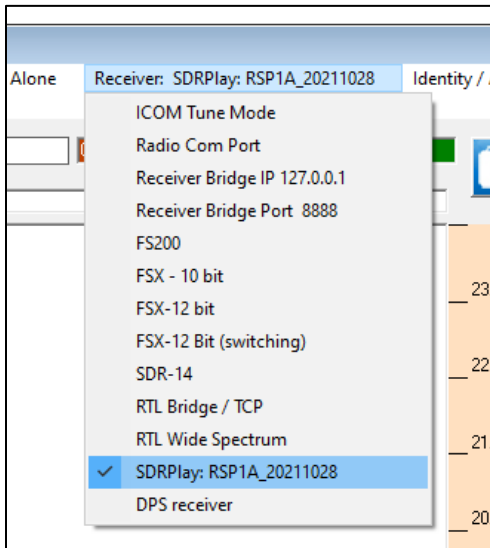 Alone Receiver: SDRPlay: RSP1A_20211028 Identity /
ICOM Tune Mode
Radio Com Port
Receiver Bridge IP 127.0.0.1
Receiver Bridge Port 8888
FS200
FSX - 10 bit
23
FSX-12 bit
FSX-12 Bit (switching)
22
SDR-14
RTL Bridge / TCP
RTL Wide Spectrum
21
SDRPlay: RSP1A_20211028
DPS receiver
20